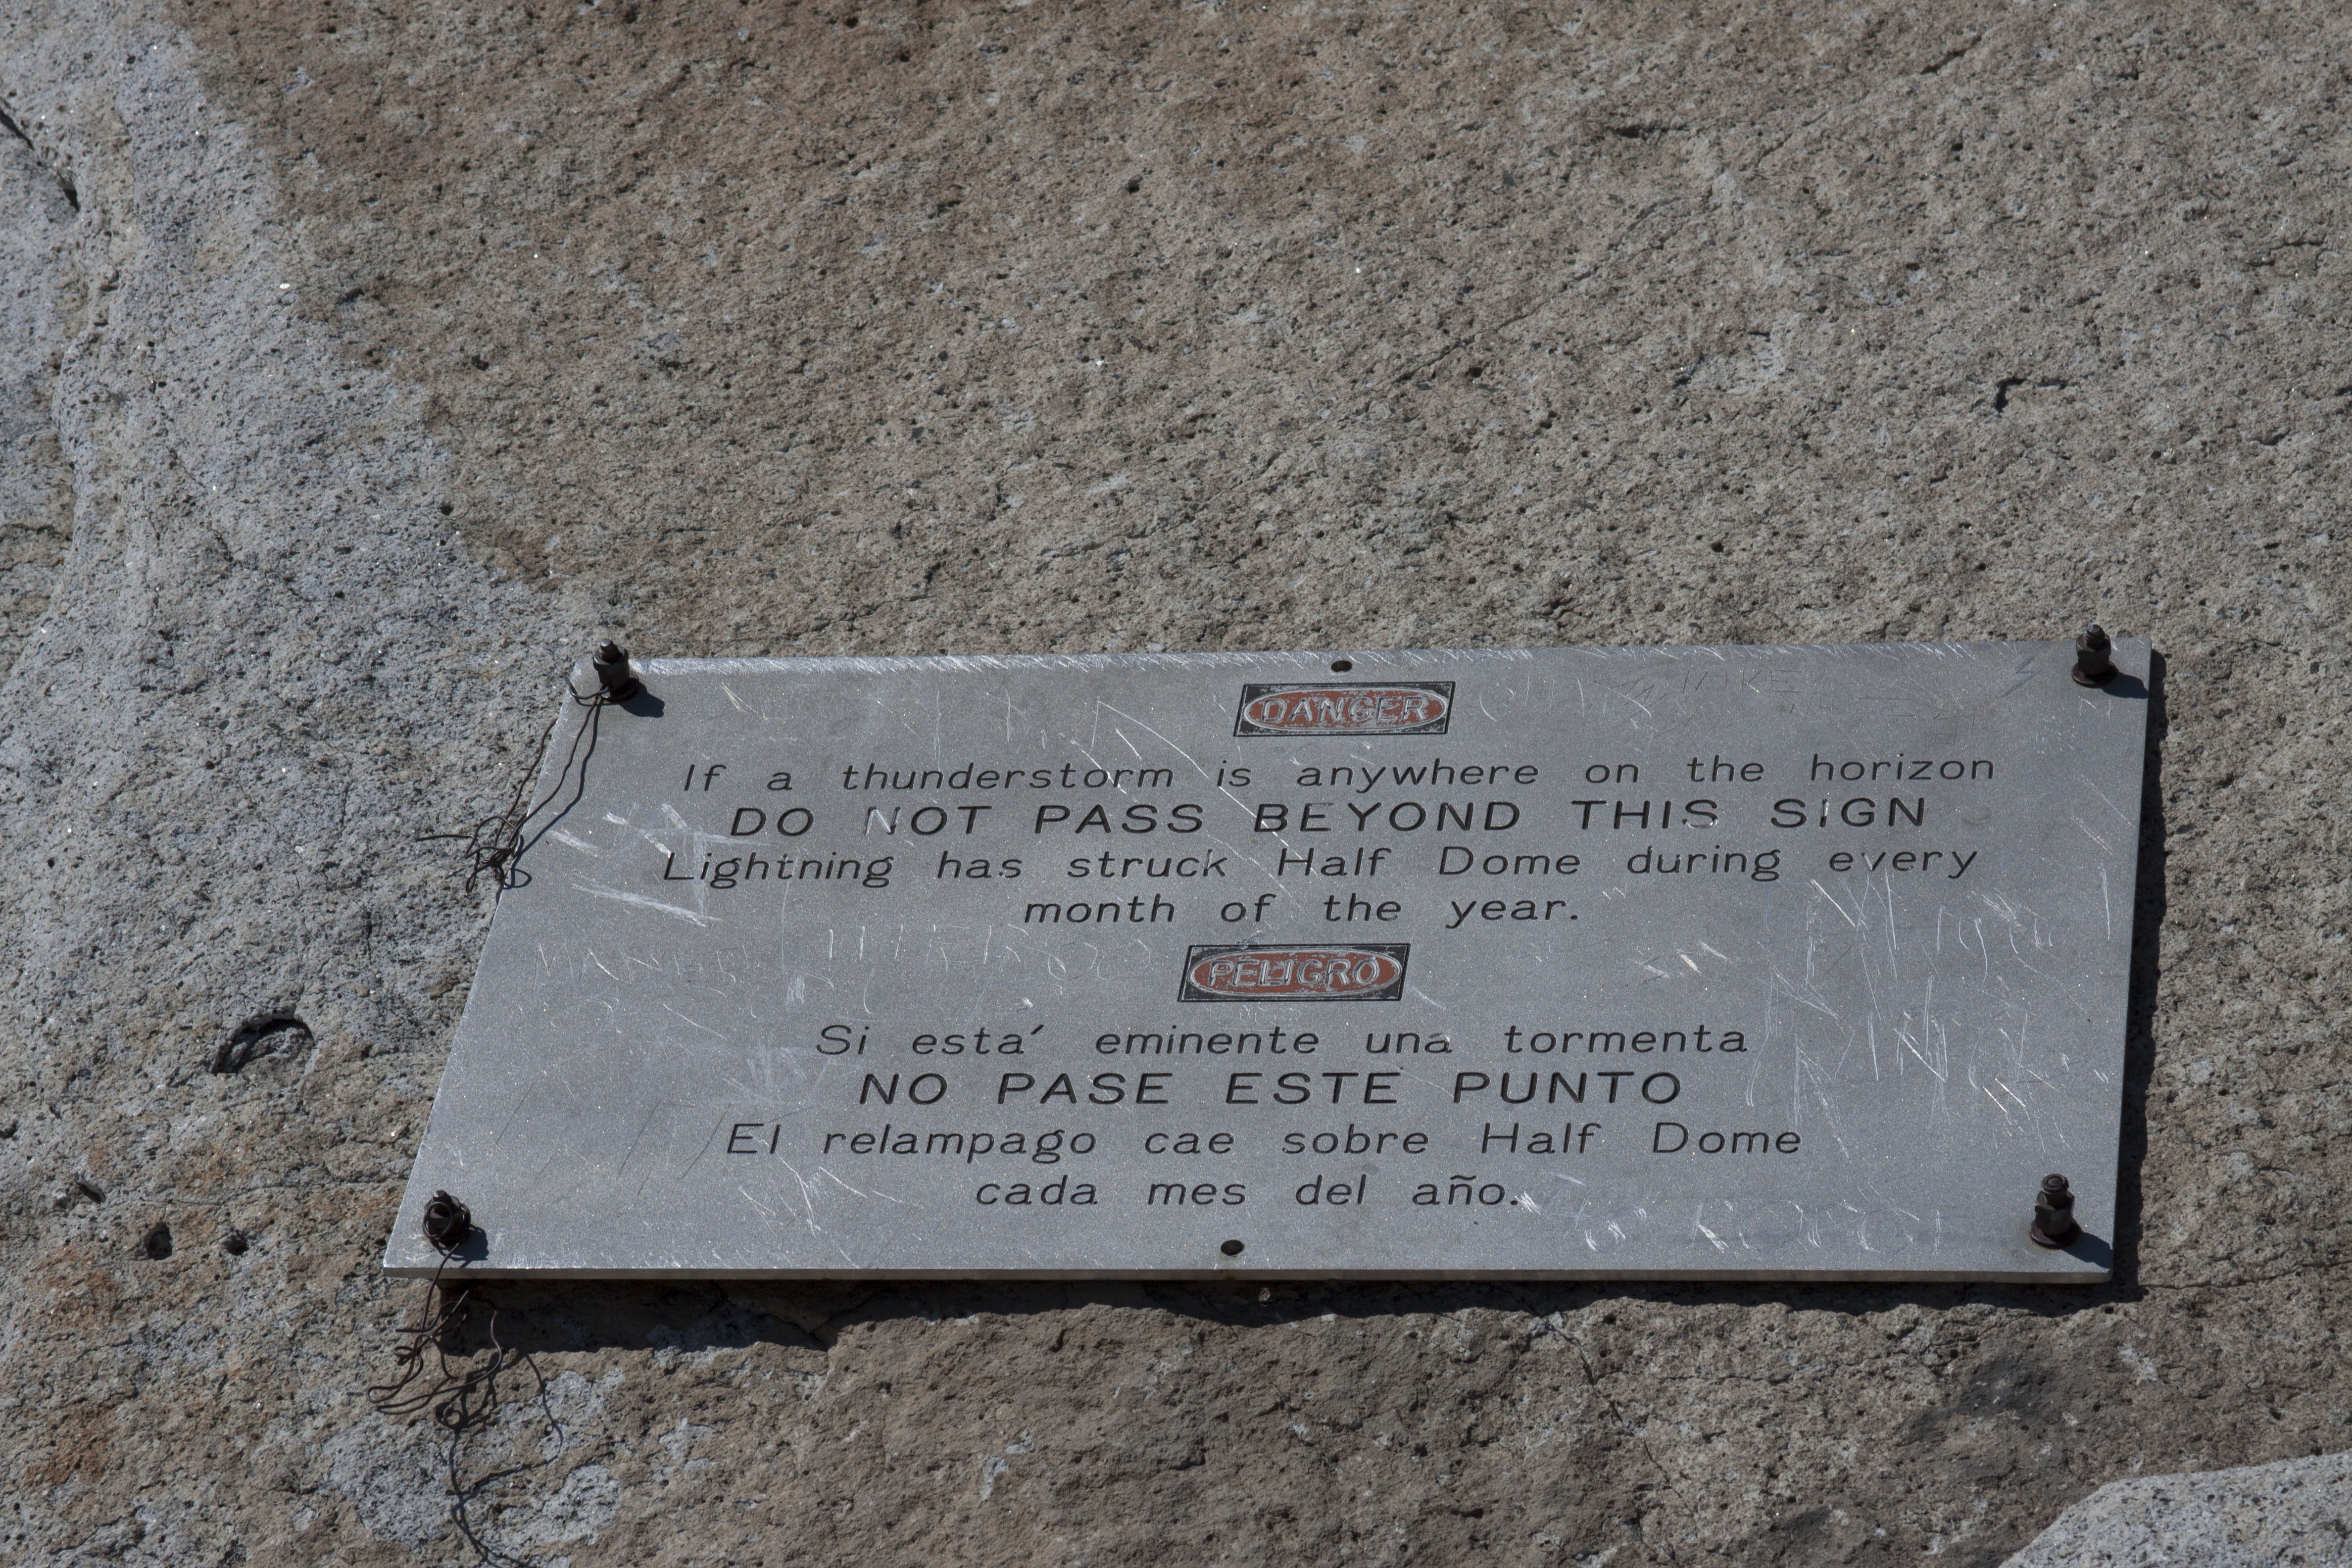 DANGER
If a thunderstorm is anywhere on the horizon
DO NOT PASS BEYOND THIS SIGN
Lightning has struck Half Dome during every
month of the year.
PELIGRO
Si esta´ eminente una tormenta
NO PASE ESTE PUNTO
El relampago cae sobre Half Dome
cada mes del año.